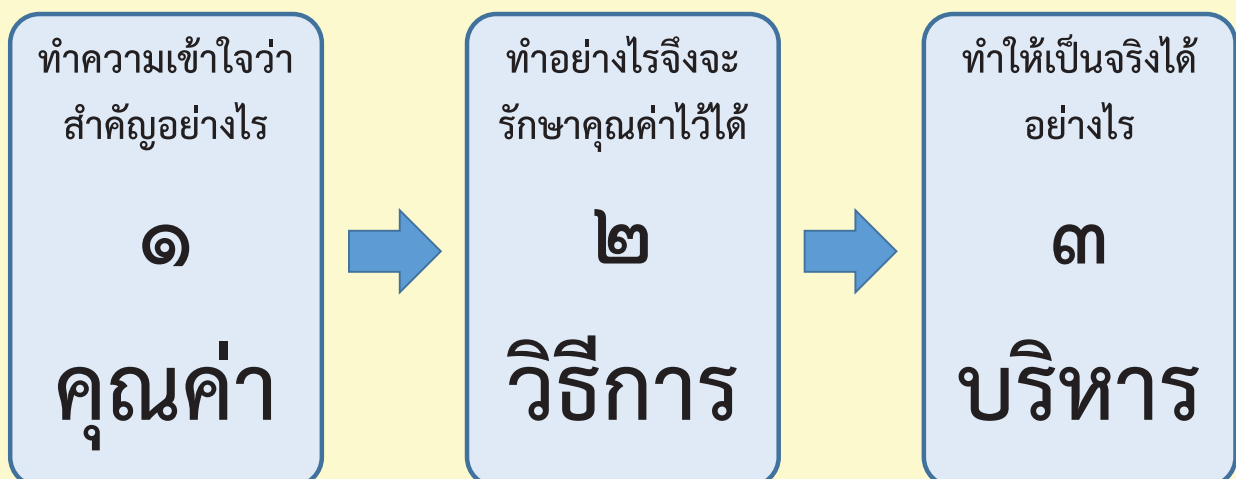 ทำความเข้าใจว่า
สำคัญอย่างไร
๑
คุณค่า
ทำอย่างไรจึงจะ
รักษาคุณค่าไว้ได้
๒
วิธีการ
ทำให้เป็นจริงได้
อย่างไร
๓
บริหาร